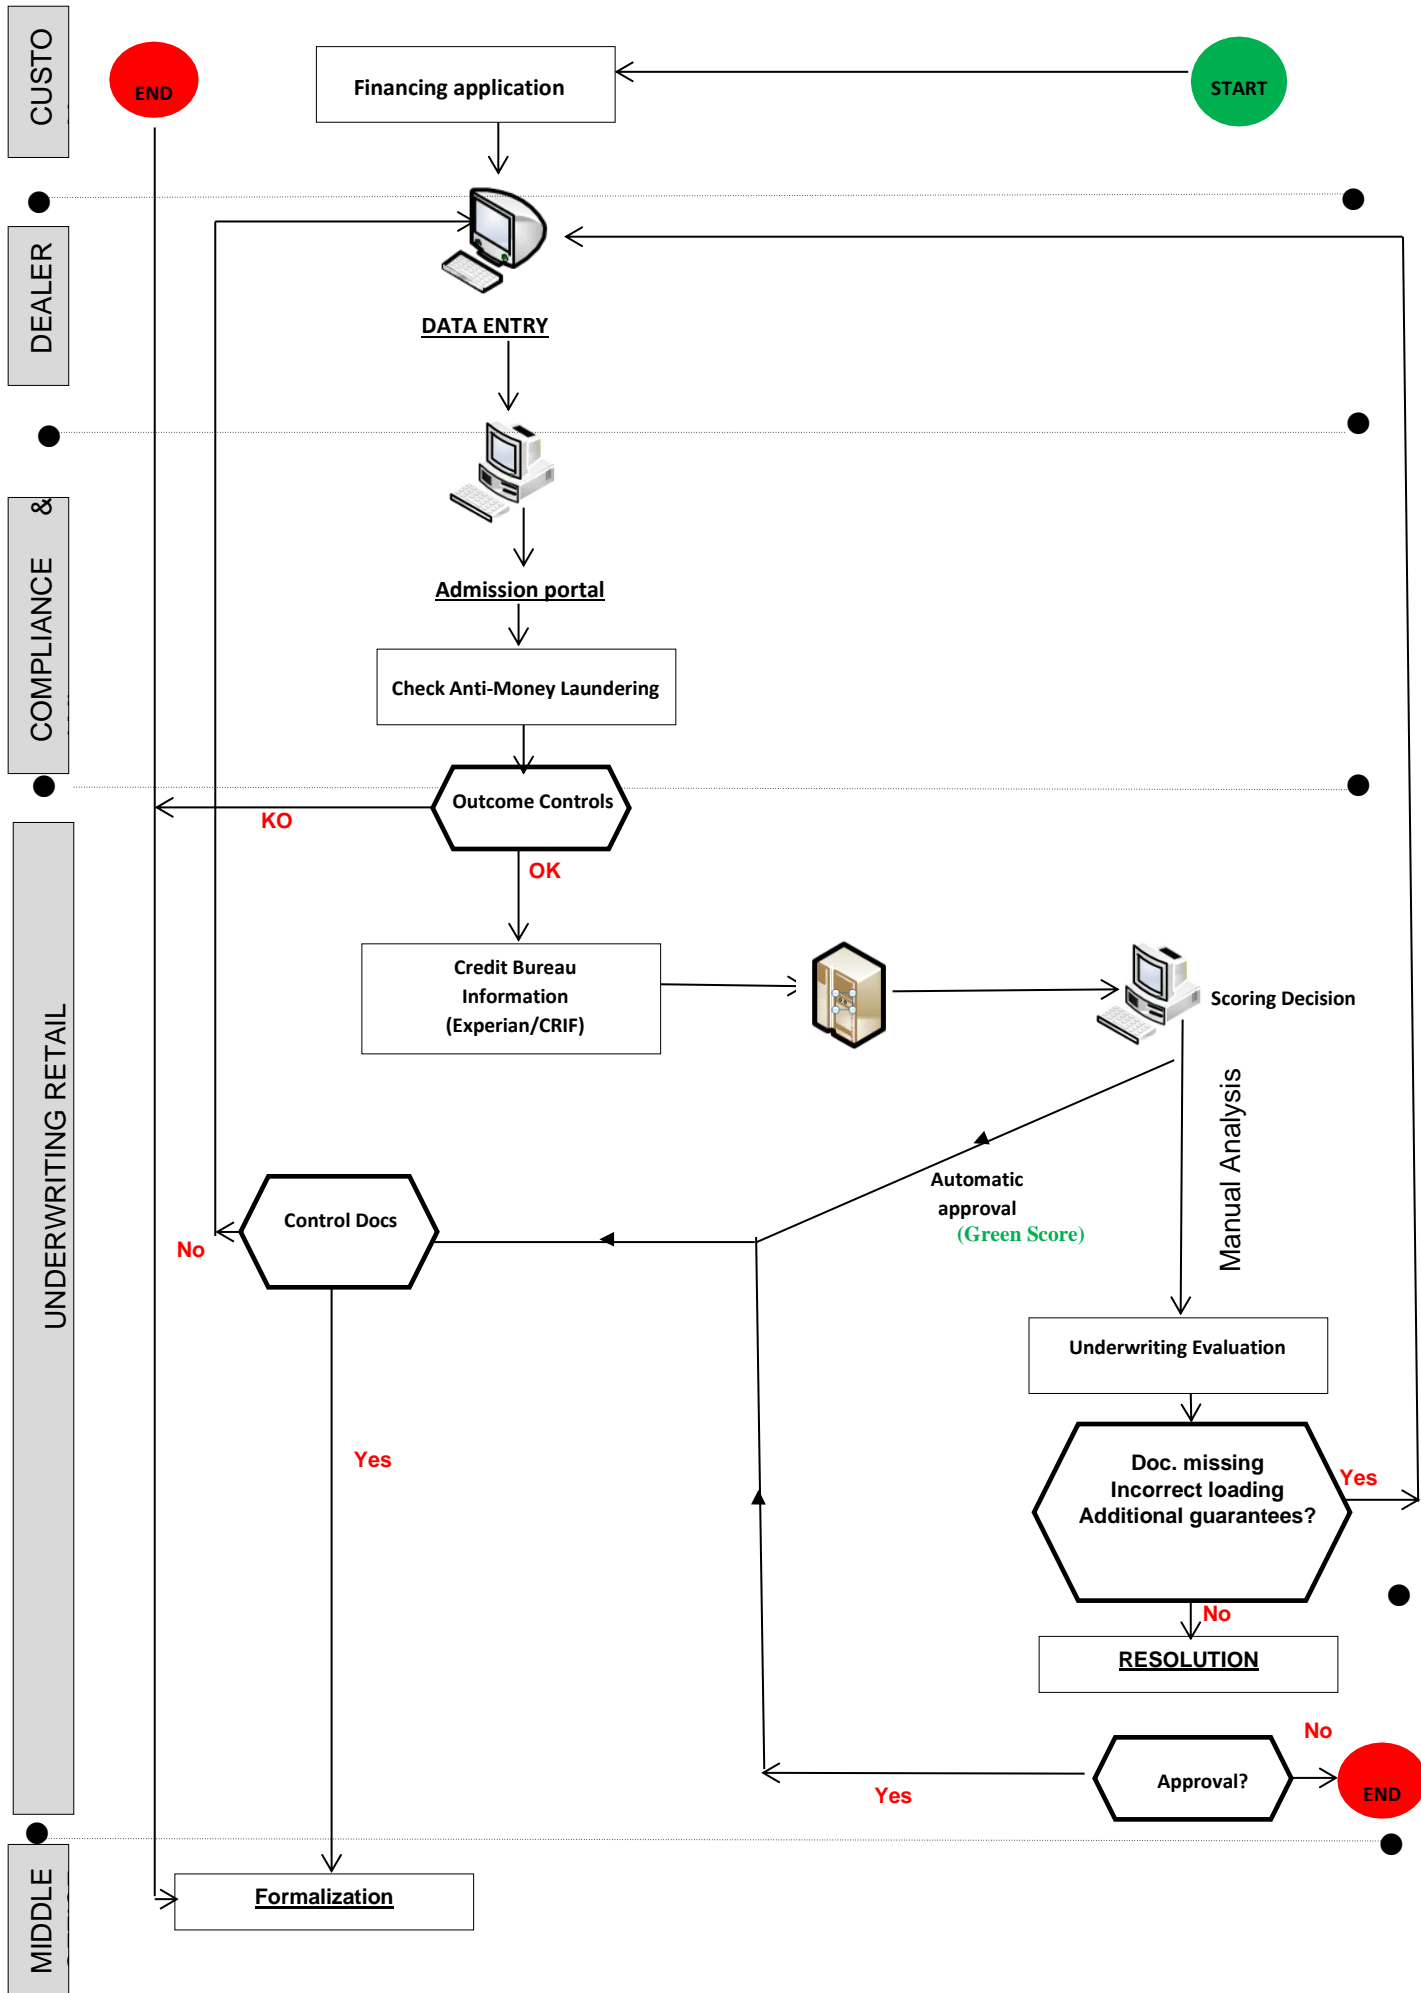 CUSTO
END
Financing application
START
DEALER
DATA ENTRY
COMPLIANCE &
Admission portal
Check Anti-Money Laundering
Outcome Controls
KO
OK
UNDERWRITING RETAIL
Credit Bureau
Information
(Experian/CRIF)
Scoring Decision
Manual Analysis
Automatic
approval
(Green Score)
Control Docs
No
Underwriting Evaluation
Yes
Doc. missing
Incorrect loading
Additional guarantees?
Yes
No
RESOLUTION
No
Approval?
Yes
END
MIDDLE
Formalization